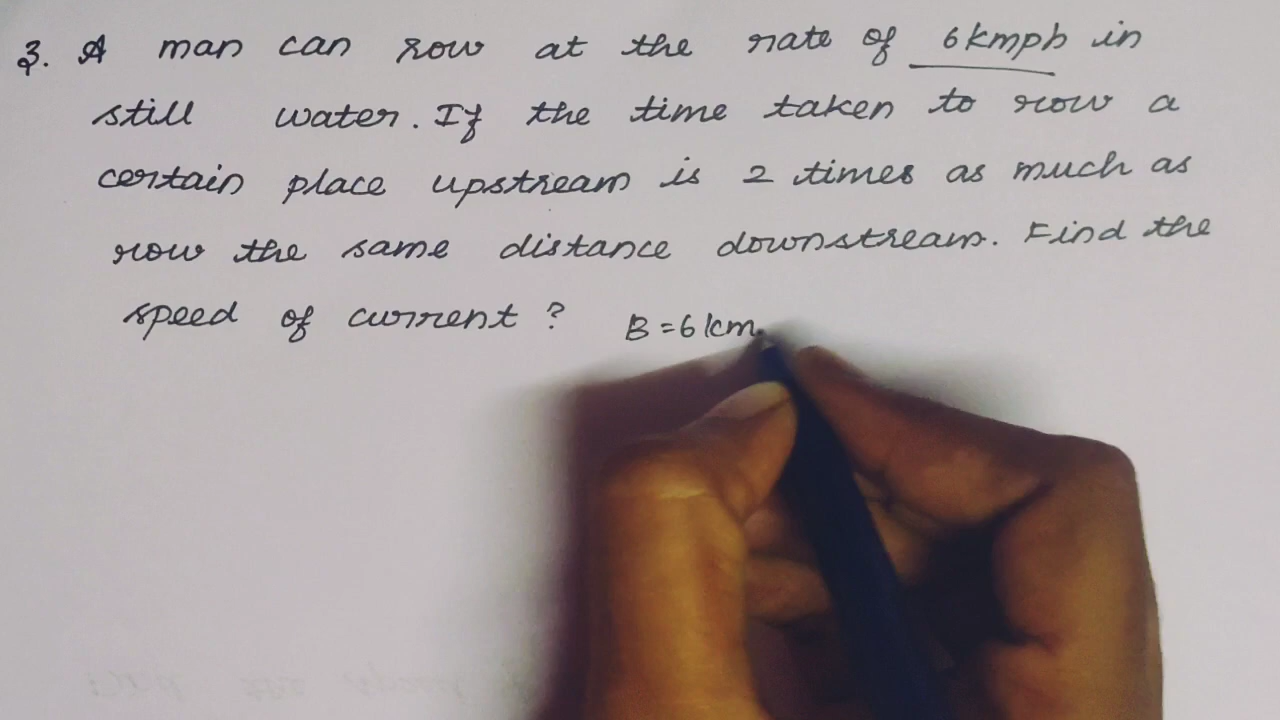 3. A man can row at the rate of 6kmph in
still water. If the time taken to row a
certain place upstream is 2 times as much as
row the same distance downstream. Find the
speed of current ? B = 6 km